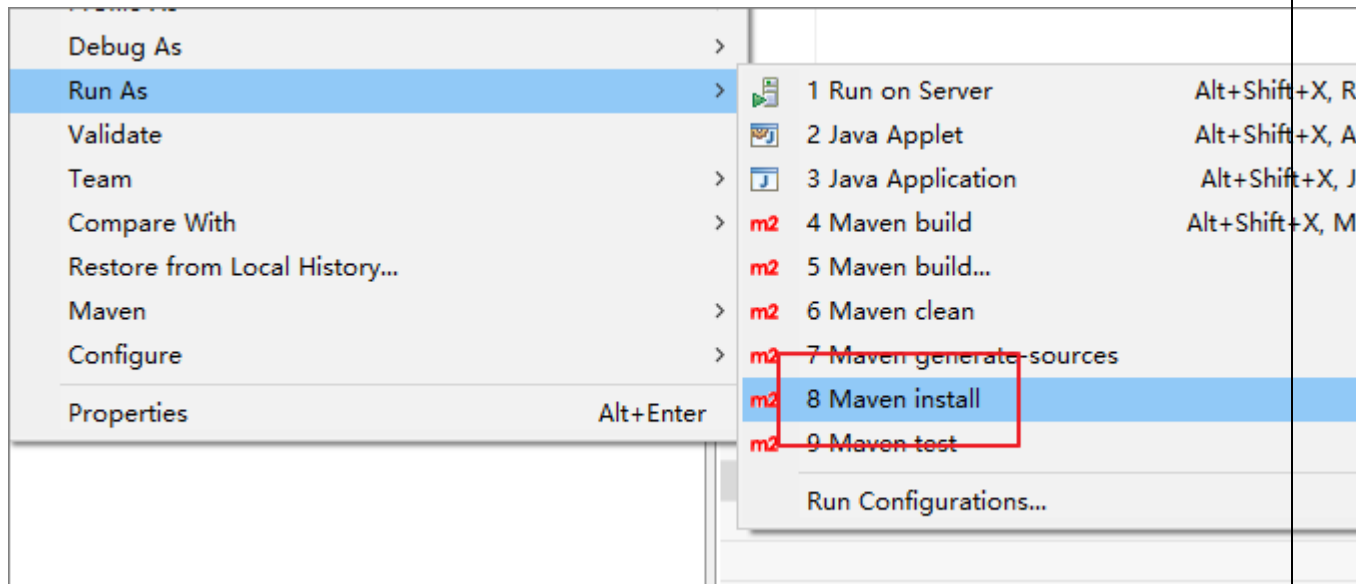 Debug As
Run As
Validate
Team
Compare With
Restore from Local History...
Maven
Configure
Properties Alt+Enter
1 Run on Server Alt+Shift+X, R
2 Java Applet Alt+Shift+X, A
3 Java Application Alt+Shift+X, J
m2 4 Maven build Alt+Shift+X, M
m2 5 Maven build...
m2 6 Maven clean
m2 7 Maven generate-sources
m2 8 Maven install
m2 9 Maven test
Run Configurations...